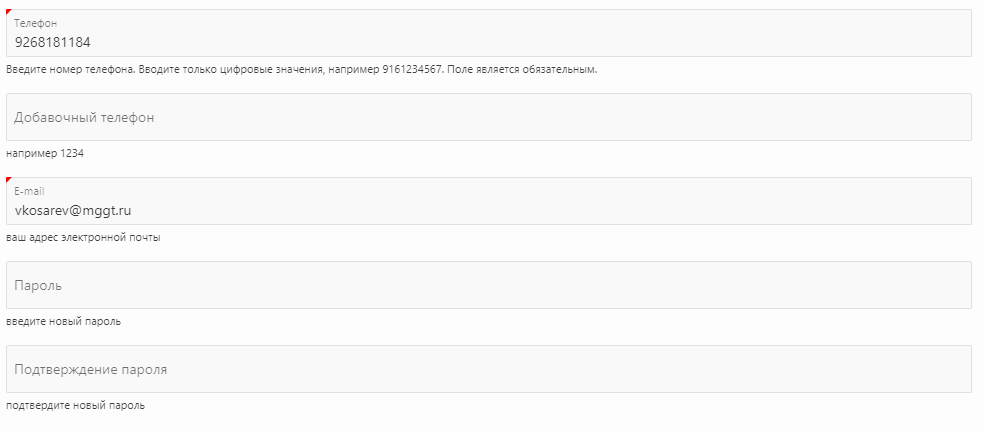 Телефон
9268181184
Введите номер телефона. Вводите только цифровые значения, например 9161234567. Поле является обязательным.
Добавочный телефон
например 1234
E-mail
vkosarev@mggt.ru
ваш адрес электронной почты
Пароль
введите новый пароль
Подтверждение пароля
подтвердите новый пароль